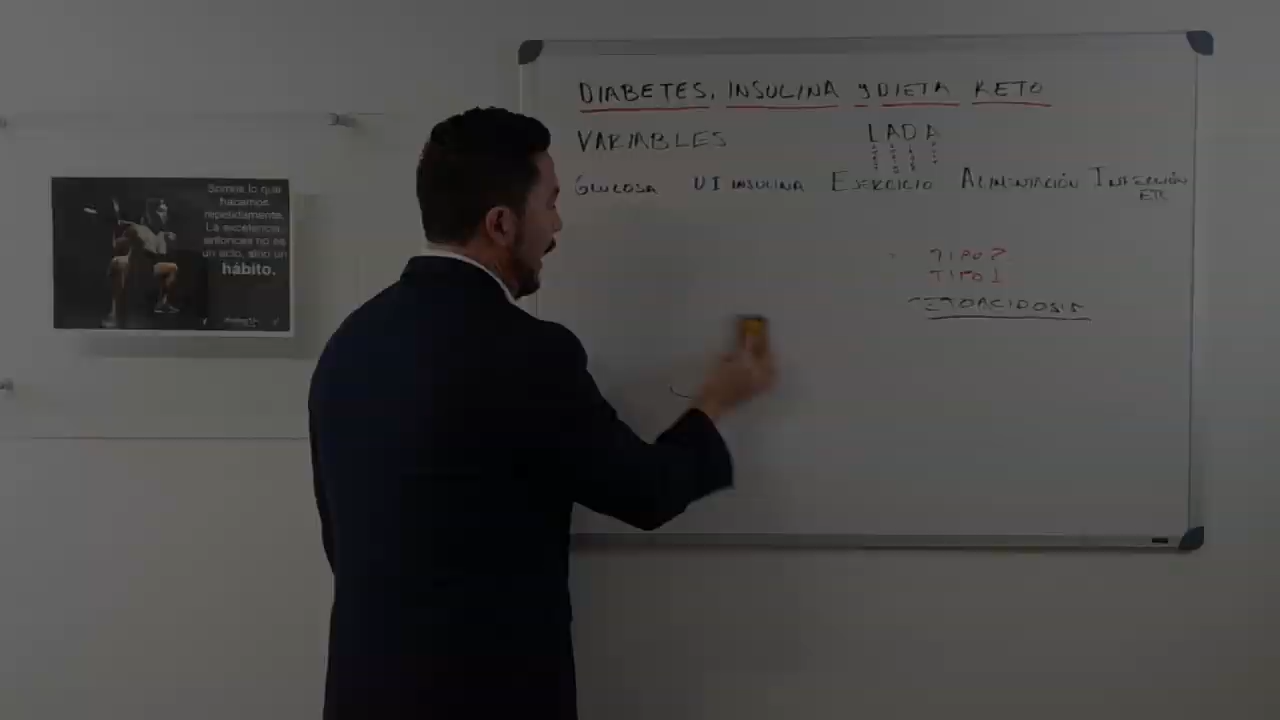 DIABETES, INSULINA y DIETA KETO
VARIABLES
LADA
GLUCOSA UI INSULINA EJERCICIO ALIMENTACIÓN INFECCIÓN
ETC
TIPO 2
TIPO 1
CETOACIDOSIS
Somos lo que
hacemos
repetidamente.
La excelencia,
entonces no es
un acto, sino un
hábito.